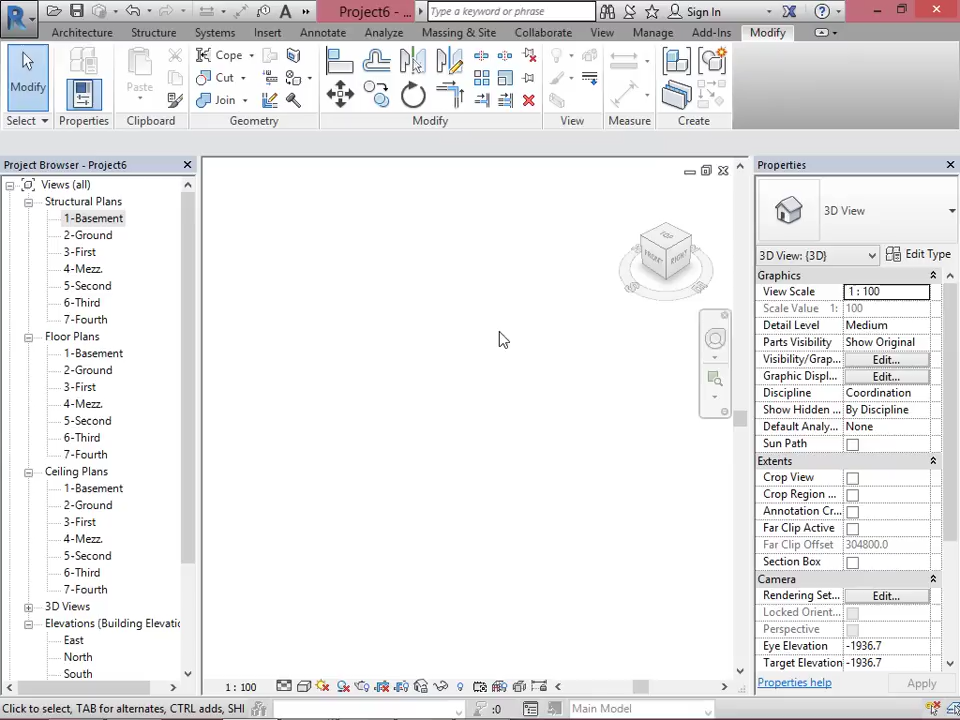 Project6 - ...
Type a keyword or phrase
Sign In
Architecture
Structure
Systems
Insert
Annotate
Analyze
Massing & Site
Collaborate
View
Manage
Add-Ins
Modify
Modify
Paste
Cope
Cut
Join
Select
Properties
Clipboard
Geometry
Modify
View
Measure
Create
Project Browser - Project6
Views (all)
Structural Plans
1-Basement
2-Ground
3-First
4-Mezz.
5-Second
6-Third
7-Fourth
Floor Plans
1-Basement
2-Ground
3-First
4-Mezz.
5-Second
6-Third
7-Fourth
Ceiling Plans
1-Basement
2-Ground
3-First
4-Mezz.
5-Second
6-Third
7-Fourth
3D Views
Elevations (Building Elevatic
East
North
South
TOP
FRONT
RIGHT
Properties
3D View
3D View: {3D}
Edit Type
Graphics
View Scale 1 : 100
Scale Value 1: 100
Detail Level Medium
Parts Visibility Show Original
Visibility/Grap... Edit...
Graphic Displ... Edit...
Discipline Coordination
Show Hidden ... By Discipline
Default Analy... None
Sun Path
Extents
Crop View
Crop Region ...
Annotation Cr...
Far Clip Active
Far Clip Offset 304800.0
Section Box
Camera
Rendering Set... Edit...
Locked Orient...
Perspective
Eye Elevation -1936.7
Target Elevation -1936.7
Properties help
Apply
1 : 100
Click to select, TAB for alternates, CTRL adds, SHI
:0
Main Model